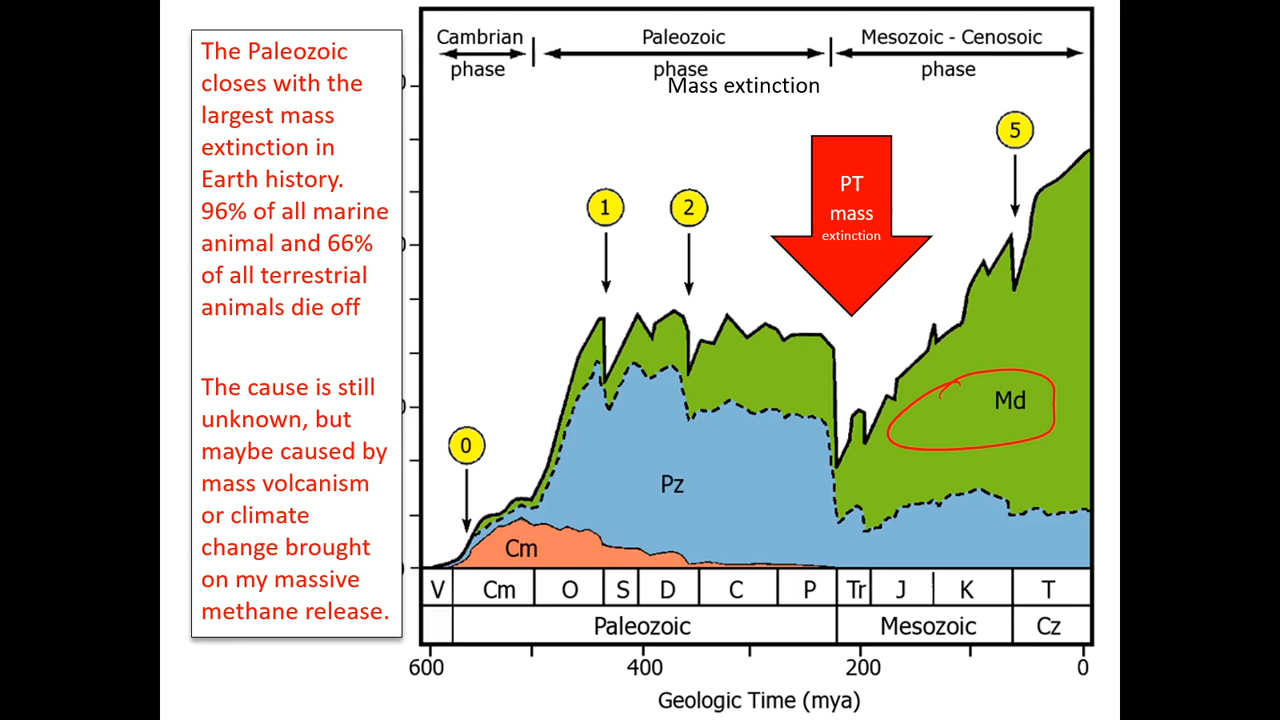 The Paleozoic
closes with the
largest mass
extinction in
Earth history.
96% of all marine
animal and 66%
of all terrestrial
animals die off
The cause is still
unknown, but
maybe caused by
mass volcanism
or climate
change brought
on my massive
methane release.
Cambrian
phase
Paleozoic
phase
Mesozoic - Cenosoic
phase
Mass extinction
5
PT
mass
extinction
1
2
0
Md
Pz
Cm
V Cm O S D C P Tr J K T
Paleozoic Mesozoic Cz
600 400 200 0
Geologic Time (mya)